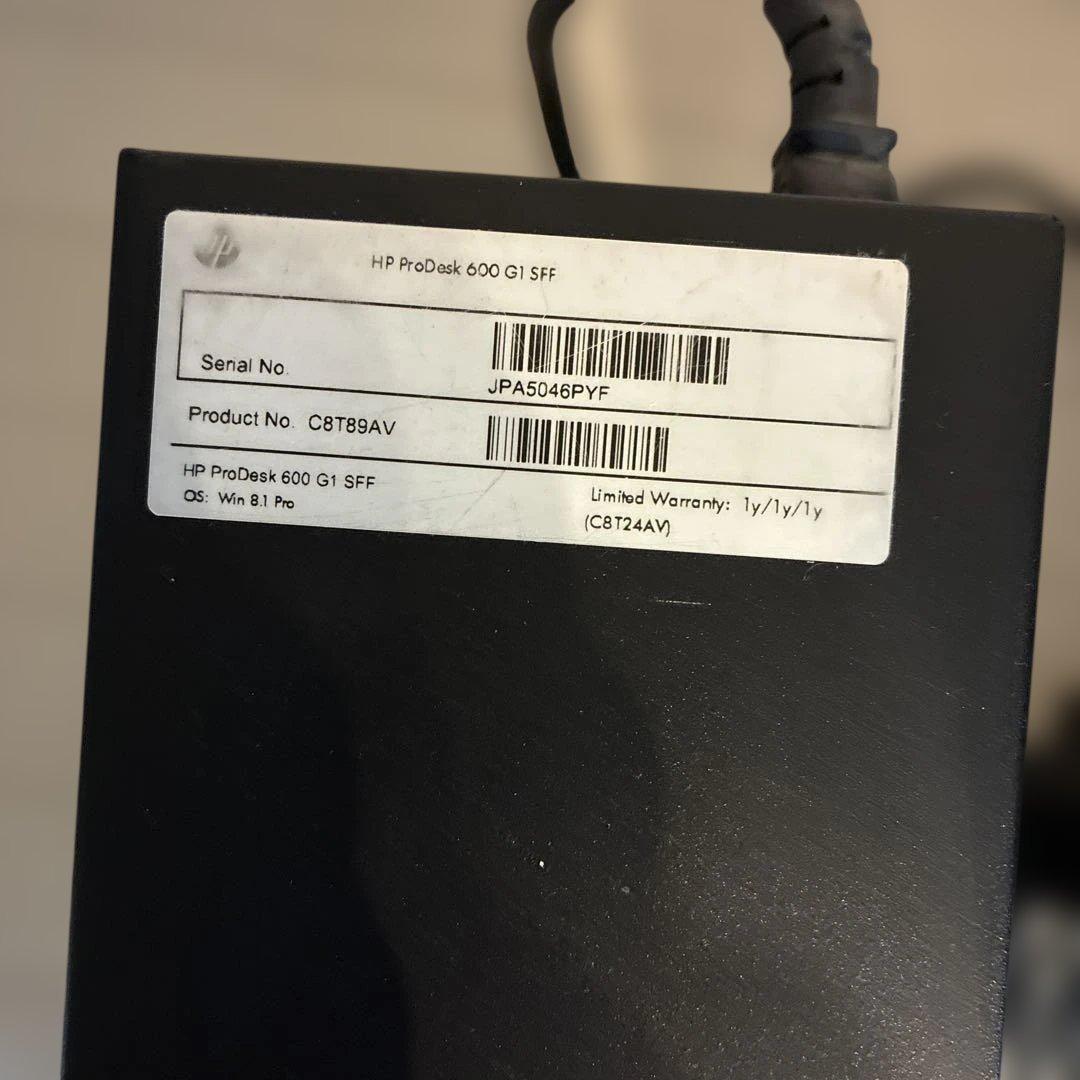 hp
HP ProDesk 600 G1 SFF
Serial No.
JPA5046PYF
Product No. C8T89AV
HP ProDesk 600 G1 SFF
OS: Win 8.1 Pro
Limited Warranty: 1y/1y/1y
(C8T24AV)